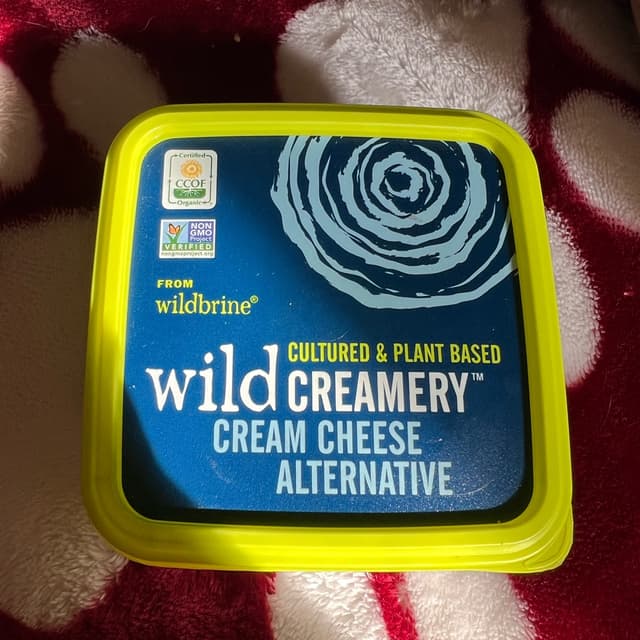 Certified
CCOF
Organic
NON
GMO
Project
VERIFIED
nongmoproject.org
FROM
wildbrine®
CULTURED & PLANT BASED
wild CREAMERY™
CREAM CHEESE
ALTERNATIVE